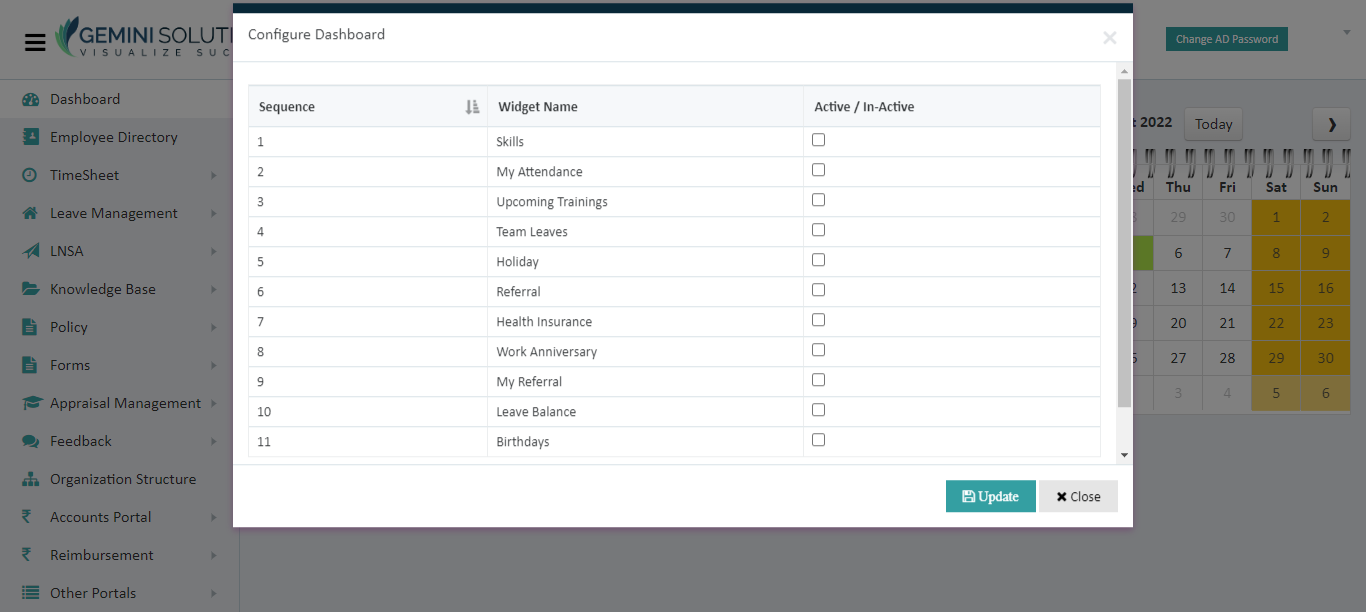 GEMINI SOLUTI
VISUALIZE SUC
Configure Dashboard
×
Change AD Password
Dashboard
Employee Directory
TimeSheet
Leave Management
LNSA
Knowledge Base
Policy
Forms
Appraisal Management
Feedback
Organization Structure
Accounts Portal
Reimbursement
Other Portals
Sequence Widget Name Active / In-Active
1 Skills
2 My Attendance
3 Upcoming Trainings
4 Team Leaves
5 Holiday
6 Referral
7 Health Insurance
8 Work Anniversary
9 My Referral
10 Leave Balance
11 Birthdays
Update Close
t 2022 Today ❯
ed Thu Fri Sat Sun
29 30 1 2
6 7 8 9
2 13 14 15 16
9 20 21 22 23
27 28 29 30
3 4 5 6